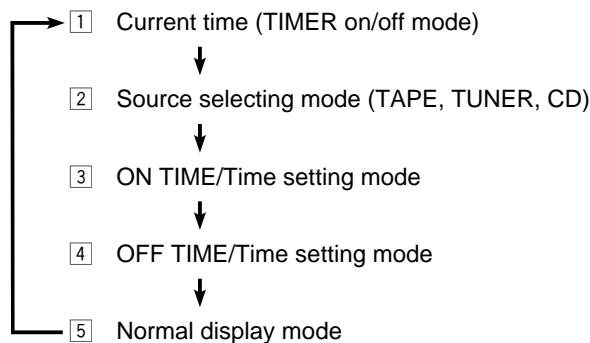 1 Current time (TIMER on/off mode)
2 Source selecting mode (TAPE, TUNER, CD)
3 ON TIME/Time setting mode
4 OFF TIME/Time setting mode
5 Normal display mode